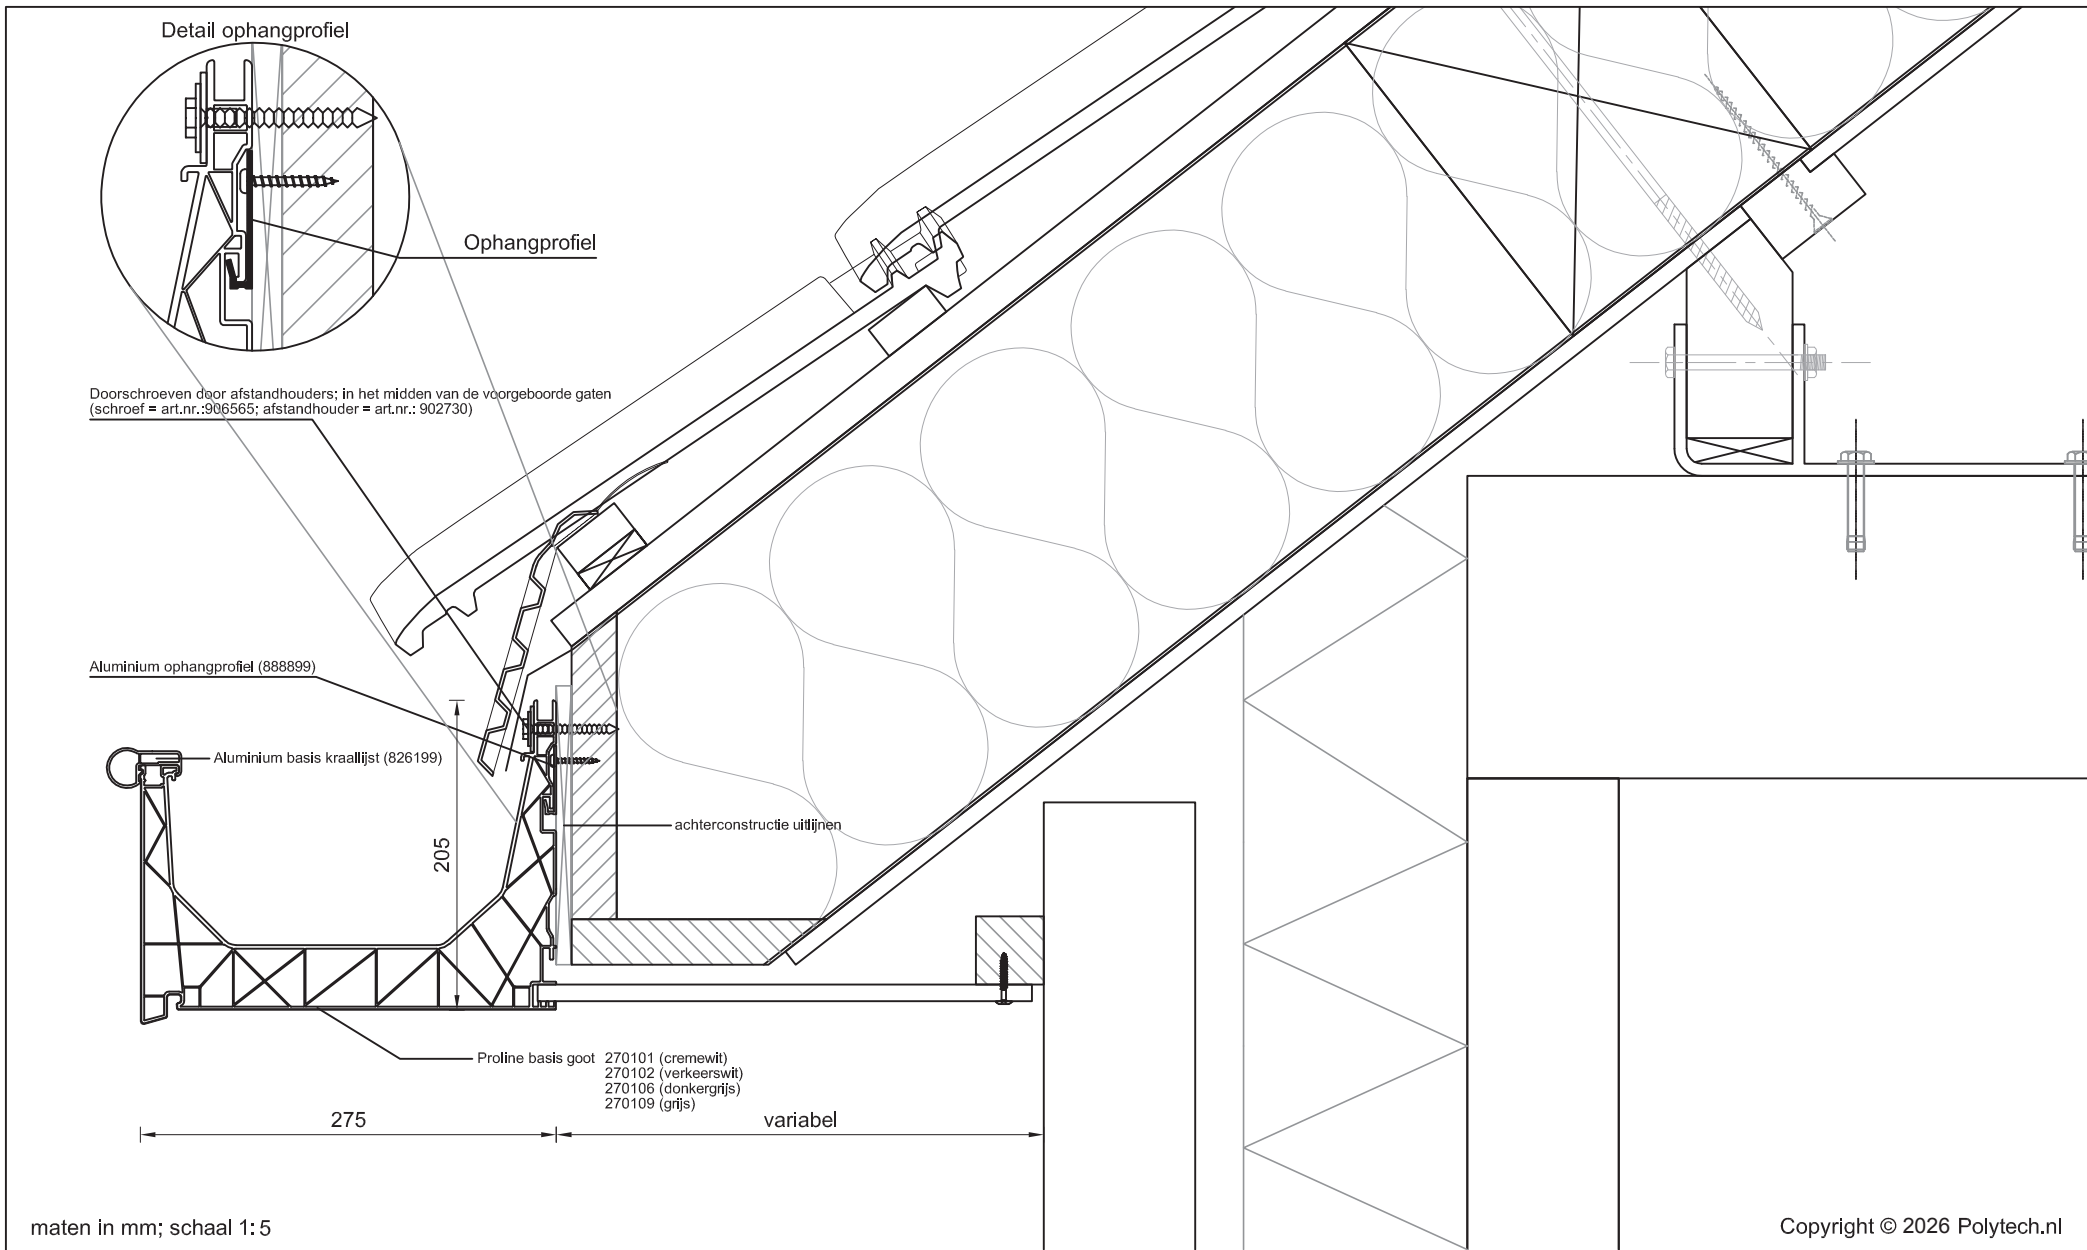 Detail ophangprofiel
Ophangprofiel
Doorschroeven door afstandhouders; in het midden van de voorgeboorde gaten
(schroef = art.nr.:906565; afstandhouder = art.nr.: 902730)
Aluminium ophangprofiel (888899)
Aluminium basis kraallijst (826199)
205
achterconstructie uitlijnen
Proline basis goot 270101 (cremewit)
270102 (verkeerswit)
270106 (donkergrijs)
270109 (grijs)
275
variabel
maten in mm; schaal 1:5
Copyright © 2026 Polytech.nl